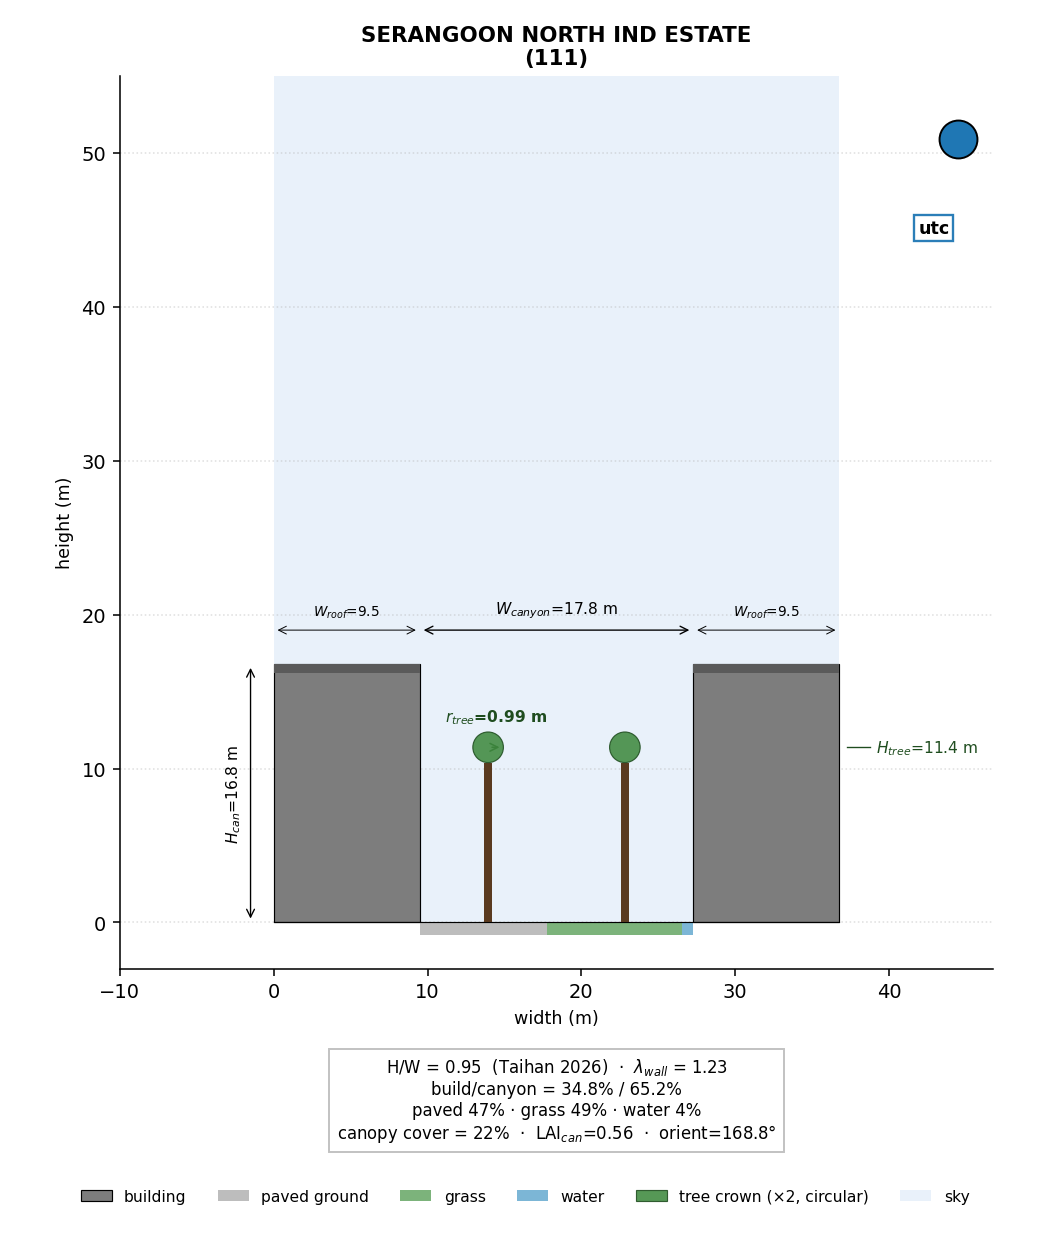 SERANGOON NORTH IND ESTATE
(111)
50
utc
40
30
height (m)
20
W_roof=9.5
W_canyon=17.8 m
W_roof=9.5
r_tree=0.99 m
H_tree=11.4 m
H_can=16.8 m
10
0
−10
0
10
20
30
40
width (m)
H/W = 0.95 (Taihan 2026) · λ_wall = 1.23
build/canyon = 34.8% / 65.2%
paved 47% · grass 49% · water 4%
canopy cover = 22% · LAI_can=0.56 · orient=168.8°
building
paved ground
grass
water
tree crown (×2, circular)
sky